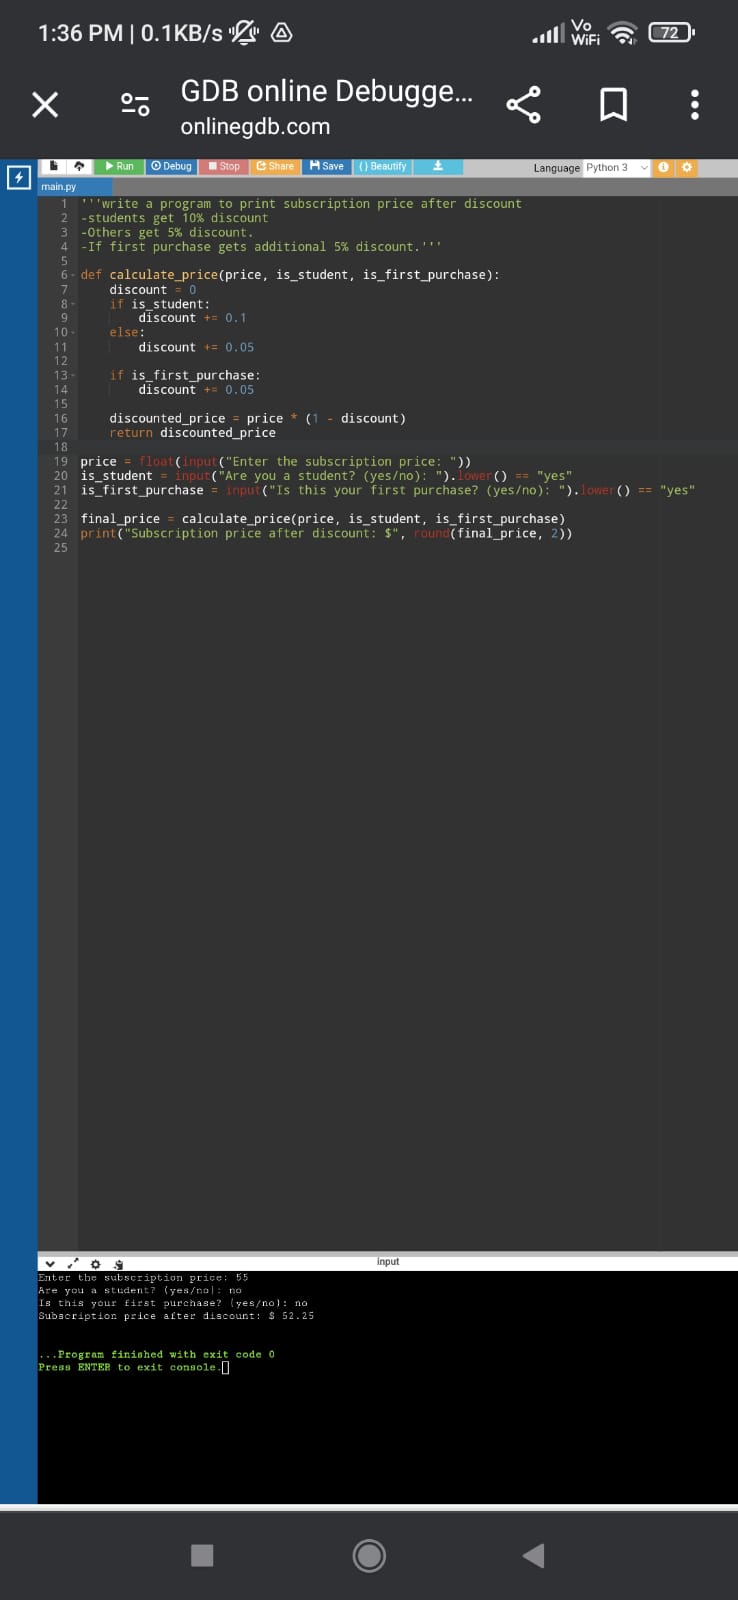 1:36 PM | 0.1KB/s
Vo WiFi 72
GDB online Debugge...
onlinegdb.com
Run Debug Stop Share Save {} Beautify Language Python 3
main.py
1 '''write a program to print subscription price after discount
2 -students get 10% discount
3 -Others get 5% discount.
4 -If first purchase gets additional 5% discount.'''
5
6 def calculate_price(price, is_student, is_first_purchase):
7     discount = 0
8     if is_student:
9         discount += 0.1
10     else:
11         discount += 0.05
12
13     if is_first_purchase:
14         discount += 0.05
15
16     discounted_price = price * (1 - discount)
17     return discounted_price
18
19 price = float(input("Enter the subscription price: "))
20 is_student = input("Are you a student? (yes/no): ").lower() == "yes"
21 is_first_purchase = input("Is this your first purchase? (yes/no): ").lower() == "yes"
22
23 final_price = calculate_price(price, is_student, is_first_purchase)
24 print("Subscription price after discount: $", round(final_price, 2))
25
input
Enter the subscription price: 55
Are you a student? (yes/no): no
Is this your first purchase? (yes/no): no
Subscription price after discount: $ 52.25
...Program finished with exit code 0
Press ENTER to exit console.